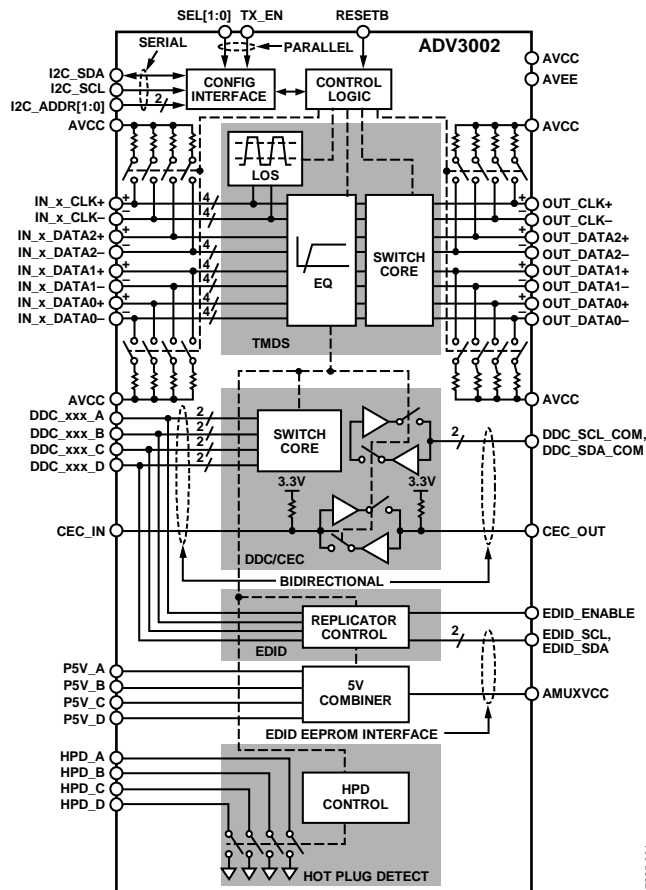 SEL[1:0] TX_EN RESETB
SERIAL
PARALLEL
ADV3002
I2C_SDA
I2C_SCL
I2C_ADDR[1:0]
2
CONFIG
INTERFACE
CONTROL
LOGIC
AVCC
AVEE
AVCC
AVCC
LOS
IN_x_CLK+
IN_x_CLK–
IN_x_DATA2+
IN_x_DATA2–
IN_x_DATA1+
IN_x_DATA1–
IN_x_DATA0+
IN_x_DATA0–
+
–
+
–
+
–
+
–
4
4
4
4
4
4
4
4
EQ
SWITCH
CORE
TMDS
+
–
+
–
+
–
+
–
OUT_CLK+
OUT_CLK–
OUT_DATA2+
OUT_DATA2–
OUT_DATA1+
OUT_DATA1–
OUT_DATA0+
OUT_DATA0–
AVCC
AVCC
DDC_xxx_A
DDC_xxx_B
DDC_xxx_C
DDC_xxx_D
2
2
2
2
SWITCH
CORE
2
DDC_SCL_COM,
DDC_SDA_COM
3.3V
3.3V
CEC_IN
CEC_OUT
DDC/CEC
BIDIRECTIONAL
REPLICATOR
CONTROL
EDID
EDID_ENABLE
2
EDID_SCL,
EDID_SDA
P5V_A
P5V_B
P5V_C
P5V_D
5V
COMBINER
AMUXVCC
EDID EEPROM INTERFACE
HPD_A
HPD_B
HPD_C
HPD_D
HPD
CONTROL
HOT PLUG DETECT